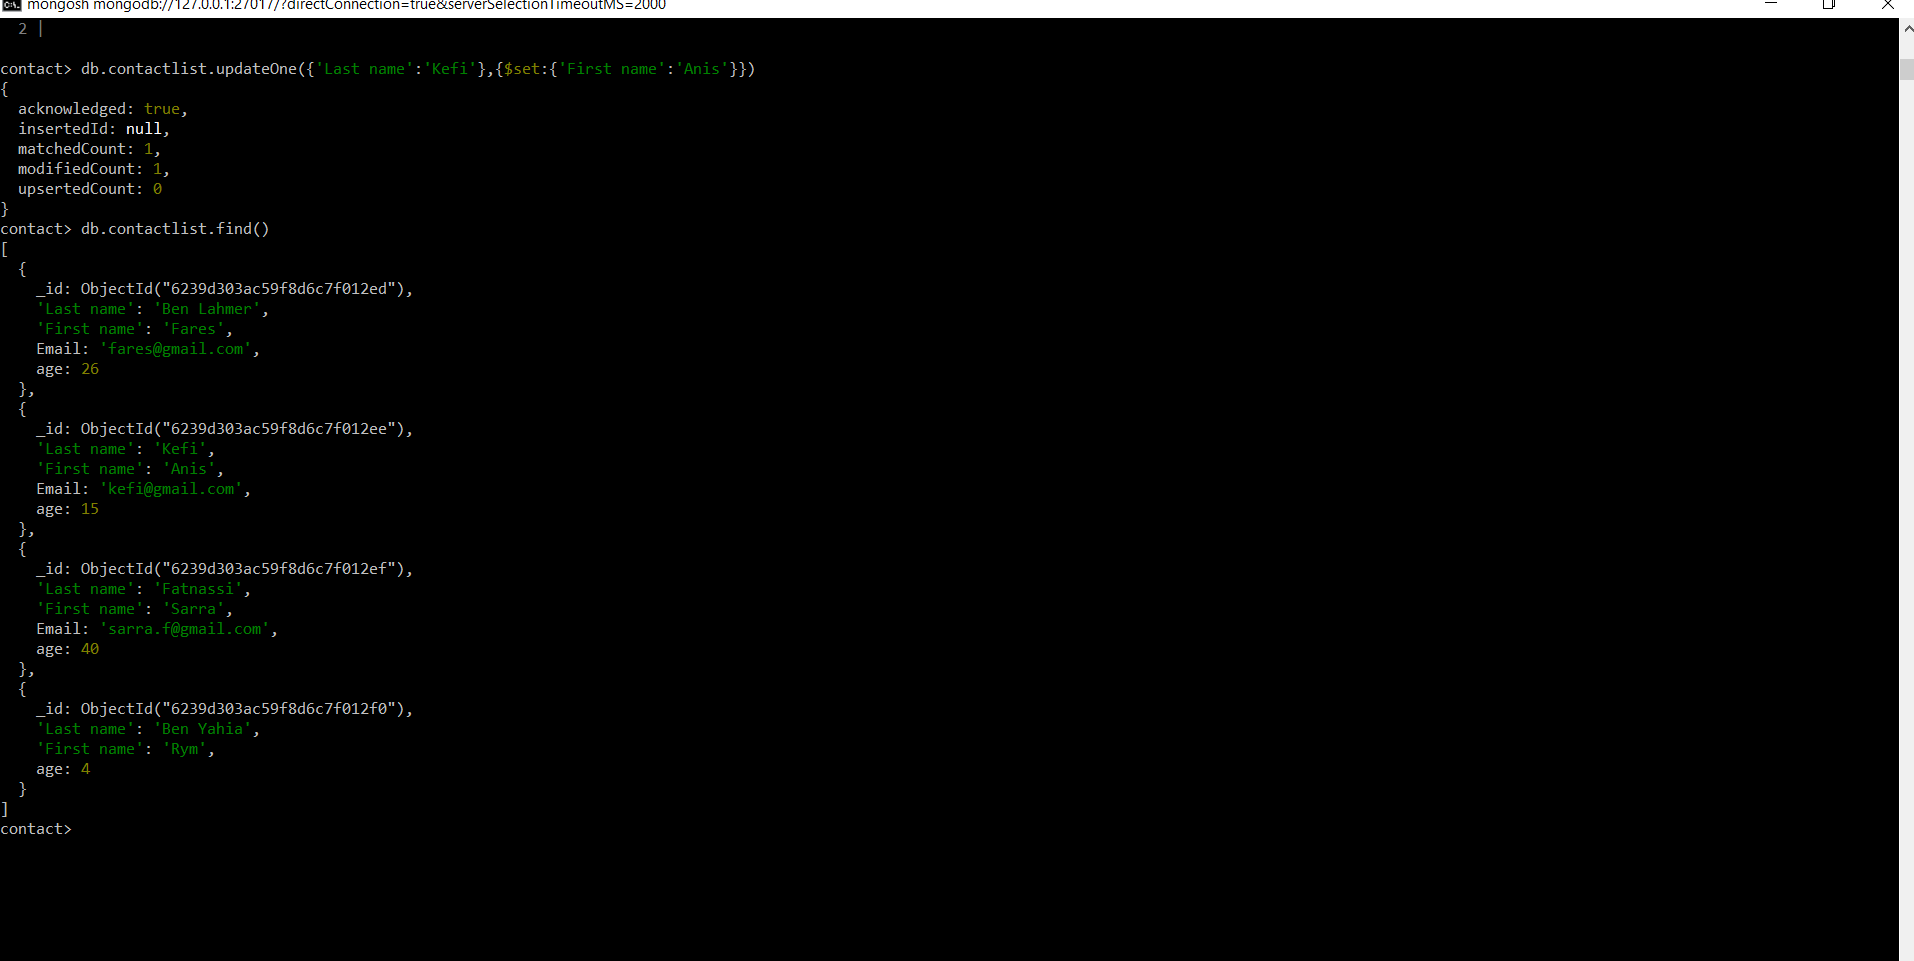 mongosh mongodb://127.0.0.1:27017/?directConnection=true&serverSelectionTimeoutMS=2000
2 |
contact> db.contactlist.updateOne({'Last name':'Kefi'},{$set:{'First name':'Anis'}})
{
  acknowledged: true,
  insertedId: null,
  matchedCount: 1,
  modifiedCount: 1,
  upsertedCount: 0
}
contact> db.contactlist.find()
[
  {
    _id: ObjectId("6239d303ac59f8d6c7f012ed"),
    'Last name': 'Ben Lahmer',
    'First name': 'Fares',
    Email: 'fares@gmail.com',
    age: 26
  },
  {
    _id: ObjectId("6239d303ac59f8d6c7f012ee"),
    'Last name': 'Kefi',
    'First name': 'Anis',
    Email: 'kefi@gmail.com',
    age: 15
  },
  {
    _id: ObjectId("6239d303ac59f8d6c7f012ef"),
    'Last name': 'Fatnassi',
    'First name': 'Sarra',
    Email: 'sarra.f@gmail.com',
    age: 40
  },
  {
    _id: ObjectId("6239d303ac59f8d6c7f012f0"),
    'Last name': 'Ben Yahia',
    'First name': 'Rym',
    age: 4
  }
]
contact>